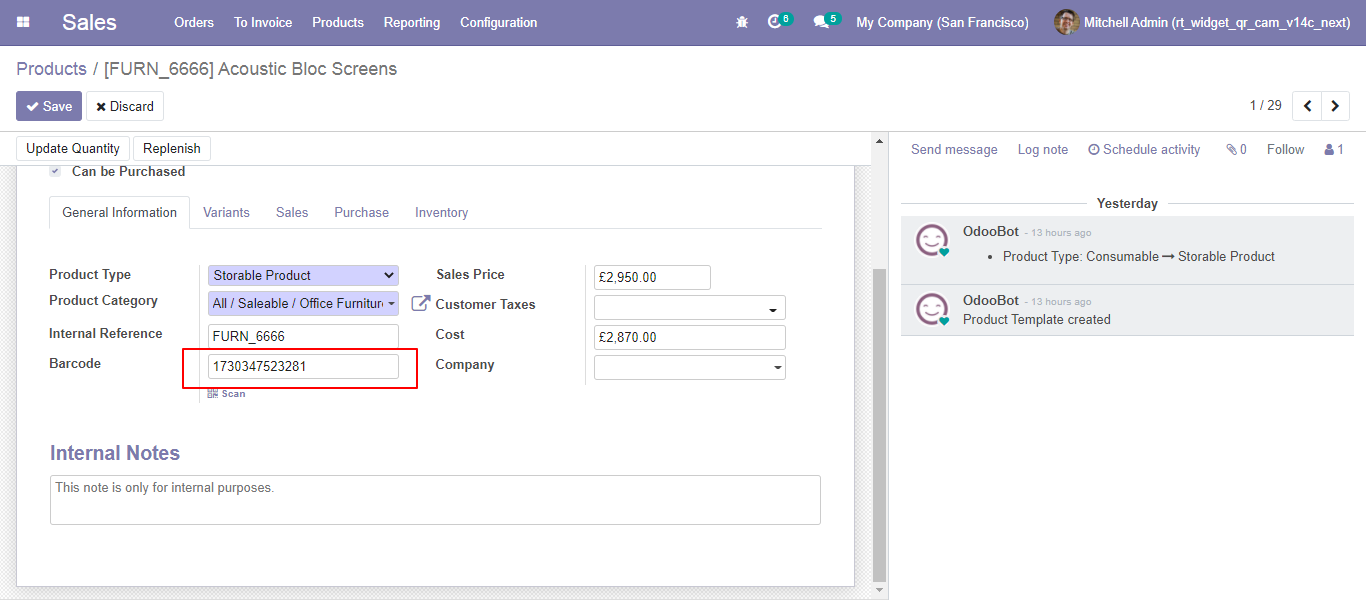 Sales Orders To Invoice Products Reporting Configuration 6 5 My Company (San Francisco) Mitchell Admin (rt_widget_qr_cam_v14c_next)
Products / [FURN_6666] Acoustic Bloc Screens
Save Discard 1 / 29
Update Quantity Replenish
Send message Log note Schedule activity 0 Follow 1
Can be Purchased
General Information Variants Sales Purchase Inventory
Product Type Storable Product
Product Category All / Saleable / Office Furniture
Internal Reference FURN_6666
Barcode 1730347523281
Scan
Sales Price £2,950.00
Customer Taxes
Cost £2,870.00
Company
Internal Notes
This note is only for internal purposes.
Yesterday
OdooBot - 13 hours ago
• Product Type: Consumable → Storable Product
OdooBot - 13 hours ago
Product Template created